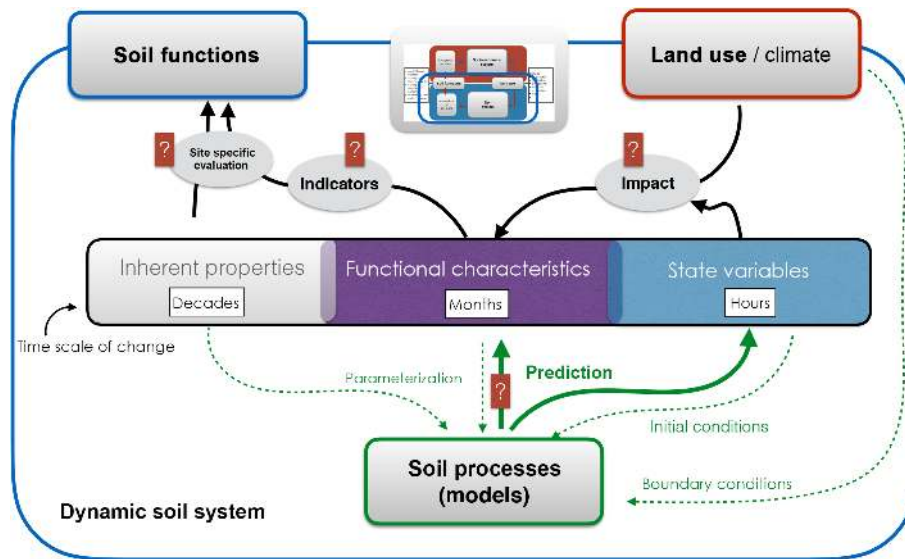 Soil functions
Land use / climate
?
Site specific
evaluation
?
Indicators
?
Impact
Inherent properties
Functional characteristics
State variables
Decades
Months
Hours
Time scale of change
Parameterization
Prediction
?
Initial conditions
Soil processes
(models)
Boundary conditions
Dynamic soil system